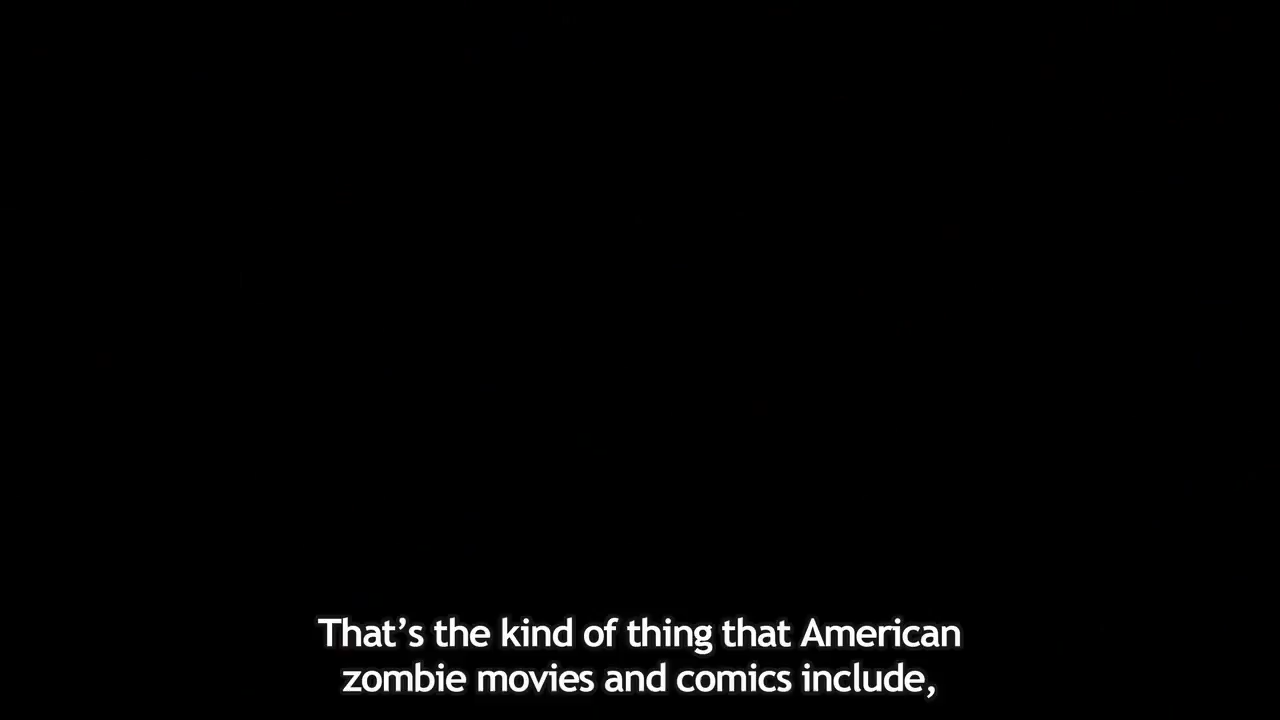 That’s the kind of thing that American
zombie movies and comics include,